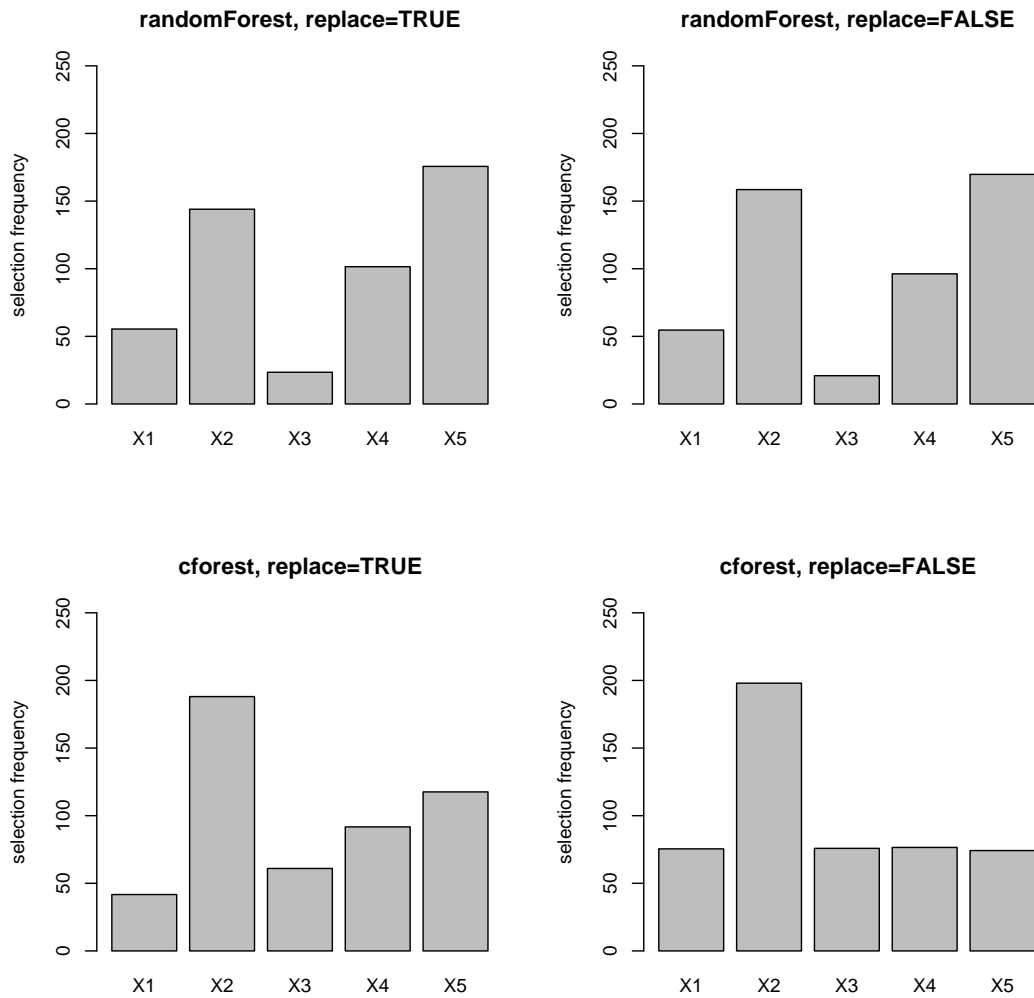 randomForest, replace=TRUE
selection frequency
250
200
150
100
50
0
X1 X2 X3 X4 X5
randomForest, replace=FALSE
selection frequency
250
200
150
100
50
0
X1 X2 X3 X4 X5
cforest, replace=TRUE
selection frequency
250
200
150
100
50
0
X1 X2 X3 X4 X5
cforest, replace=FALSE
selection frequency
250
200
150
100
50
0
X1 X2 X3 X4 X5